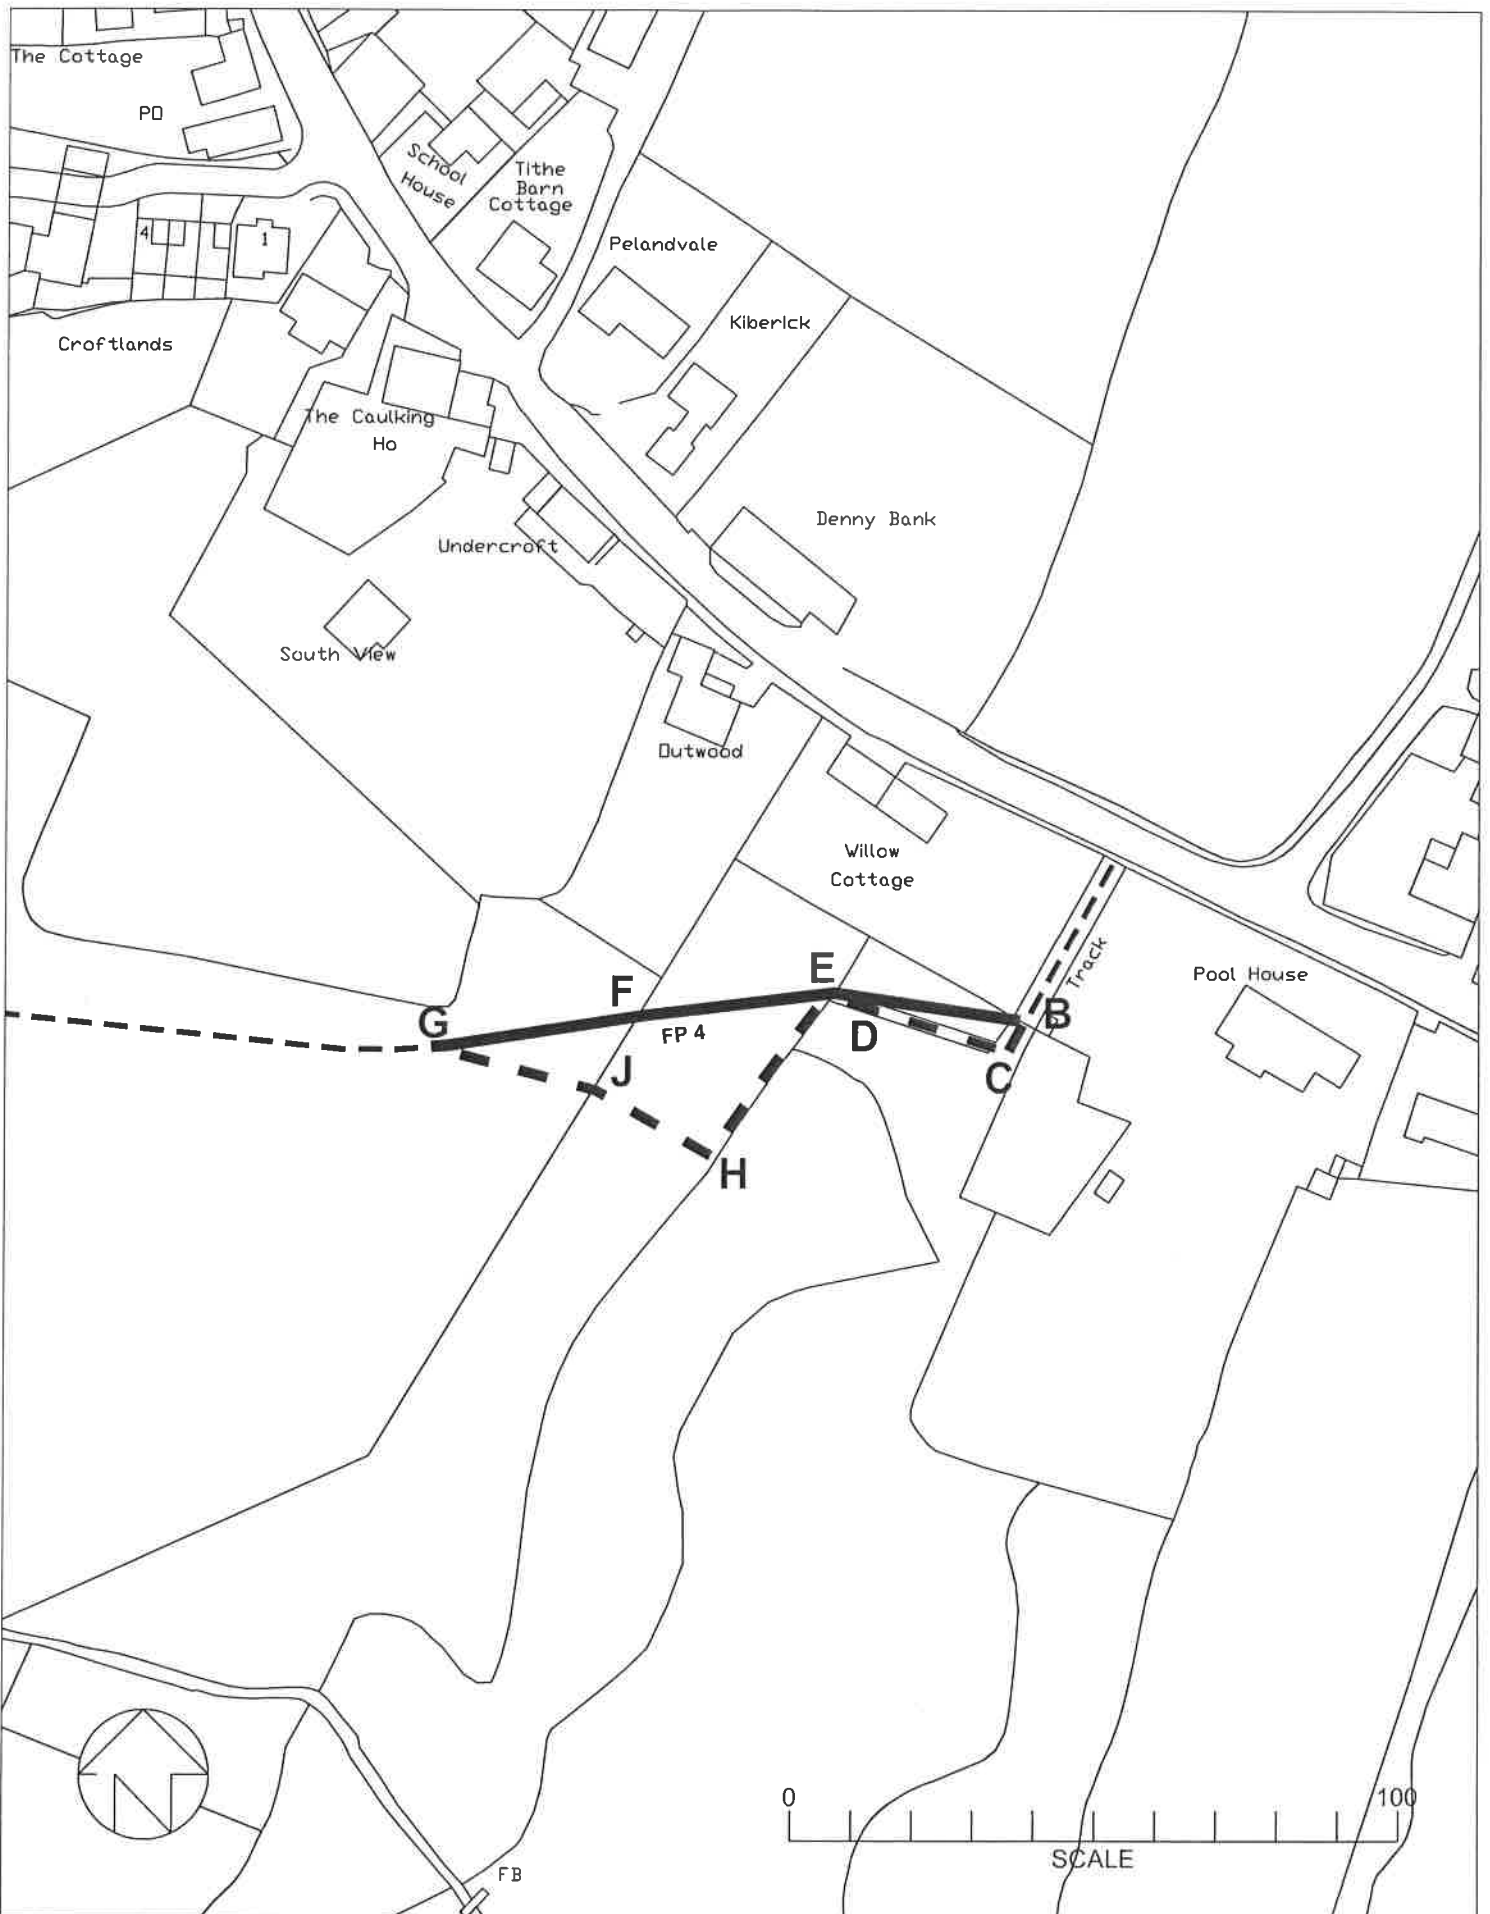 The Cottage
PO
School
House
Tithe
Barn
Cottage
4
1
Pelandvale
Kiberick
Croftlands
The Caulking
Ho
Denny Bank
Undercroft
South View
Outwood
Willow
Cottage
Track
Pool House
E
F
B
G
FP 4
D
J
C
H
0
100
SCALE
N
FB